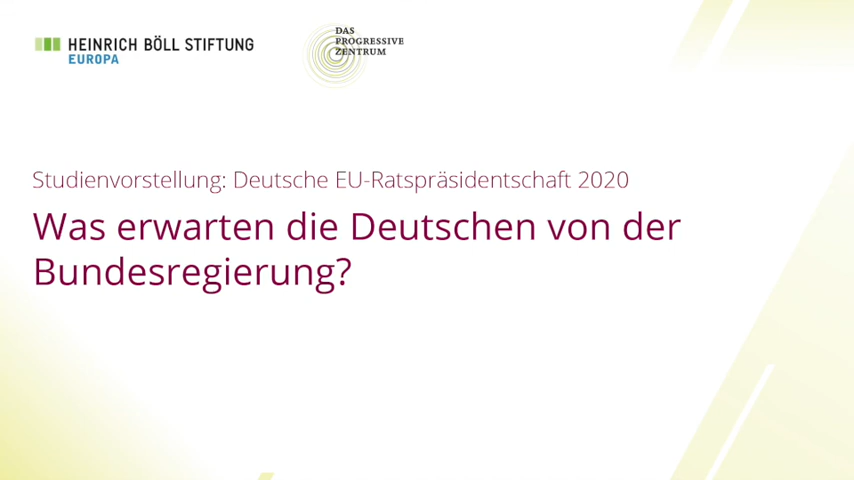 HEINRICH BÖLL STIFTUNG
EUROPA
DAS
PROGRESSIVE
ZENTRUM
Studienvorstellung: Deutsche EU-Ratspräsidentschaft 2020
Was erwarten die Deutschen von der
Bundesregierung?